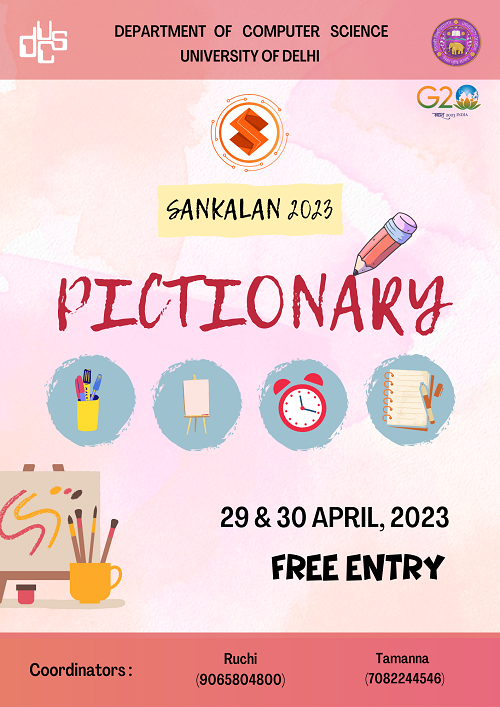 DEPARTMENT OF COMPUTER SCIENCE
UNIVERSITY OF DELHI
DUCS
G20
भारत 2023 INDIA
SANKALAN 2023
PICTIONARY
29 & 30 APRIL, 2023
FREE ENTRY
Coordinators :
Ruchi
(9065804800)
Tamanna
(7082244546)